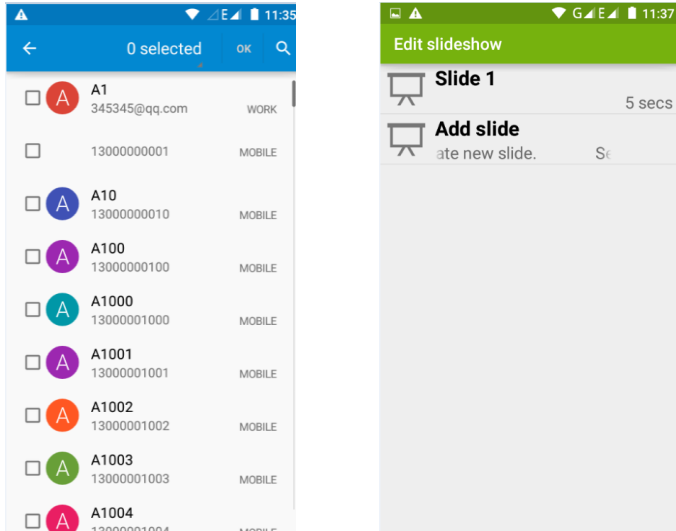 E 11:35
0 selected OK
A A1
345345@qq.com WORK
13000000001 MOBILE
A A10
13000000010 MOBILE
A A100
13000000100 MOBILE
A A1000
13000001000 MOBILE
A A1001
13000001001 MOBILE
A A1002
13000001002 MOBILE
A A1003
13000001003 MOBILE
A A1004
13000001004 MOBILE
G E 11:37
Edit slideshow
Slide 1
5 secs
Add slide
ate new slide.